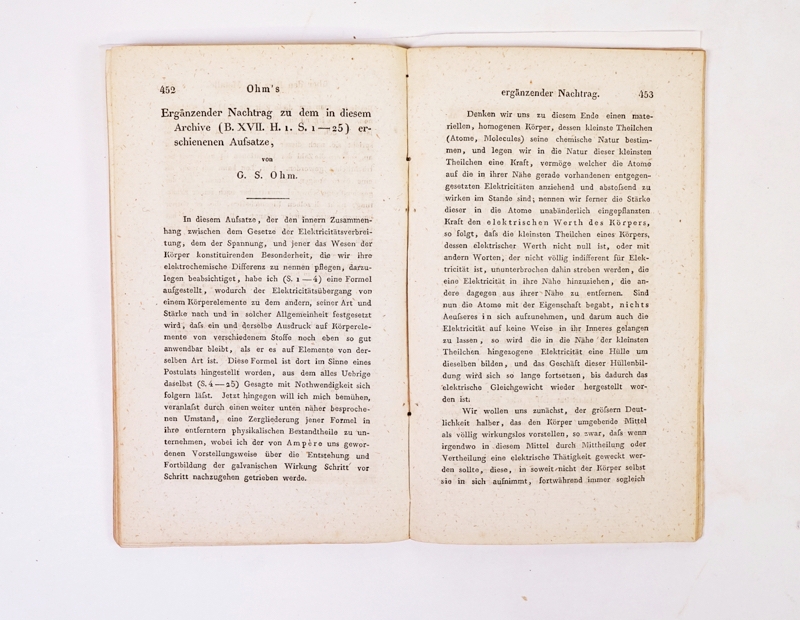 452 Ohm's
Ergänzender Nachtrag zu dem in diesem
Archive (B. XVII. H. 1. S. 1—25) er-
schienenen Aufsatze,
von
G. S. Ohm.
In diesem Aufsatze, der den innern Zusammen-
hang zwischen dem Gesetze der Elektricitätsverbrei-
tung, dem der Spannung, und jener das Wesen der
Körper konstituirenden Besonderheit, die wir ihre
elektrochemische Differenz zu nennen pflegen, darzu-
legen beabsichtiget, habe ich (S. 1—4) eine Formel
aufgestellt, wodurch der Elektricitätsübergang von
einem Körperelemente zu dem andern, seiner Art und
Stärke nach und in solcher Allgemeinheit festgesetzt
wird, daſs ein und derselbe Ausdruck auf Körperele-
mente von verschiedenem Stoffe noch eben so gut
anwendbar bleibt, als er es auf Elemente von der-
selben Art ist. Diese Formel ist dort im Sinne eines
Postulats hingestellt worden, aus dem alles Uebrige
daselbst (S. 4—25) Gesagte mit Nothwendigkeit sich
folgern läſst. Jetzt hingegen will ich mich bemühen,
veranlaſst durch einen weiter unten näher besproche-
nen Umstand, eine Zergliederung jener Formel in
ihre entferntern physikalischen Bestandtheile zu un-
ternehmen, wobei ich der von Ampère uns gewor-
denen Vorstellungsweise über die Entstehung und
Fortbildung der galvanischen Wirkung Schritt vor
Schritt nachzugehen getrieben werde.
ergänzender Nachtrag. 453
Denken wir uns zu diesem Ende einen mate-
riellen, homogenen Körper, dessen kleinste Theilchen
(Atome, Molecules) seine chemische Natur bestim-
men, und legen wir in die Natur dieser kleinsten
Theilchen eine Kraft, vermöge welcher die Atome
auf die in ihrer Nähe gerade vorhandenen entgegen-
gesetzten Elektricitäten anziehend und abstoſsend zu
wirken im Stande sind; nennen wir ferner die Stärke
dieser in die Atome unabänderlich eingepflanzten
Kraft den elektrischen Werth des Körpers,
so folgt, daſs die kleinsten Theilchen eines Körpers,
dessen elektrischer Werth nicht null ist, oder mit
andern Worten, der nicht völlig indifferent für Elek-
tricität ist, ununterbrochen dahin streben werden, die
eine Elektricität in ihre Nähe hinzuziehen, die an-
dere dagegen aus ihrer Nähe zu entfernen. Sind
nun die Atome mit der Eigenschaft begabt, nichts
Aeuſseres in sich aufzunehmen, und darum auch die
Elektricität auf keine Weise in ihr Inneres gelangen
zu lassen, so wird die in die Nähe der kleinsten
Theilchen hingezogene Elektricität eine Hülle um
dieselben bilden, und das Geschäft dieser Hüllenbil-
dung wird sich so lange fortsetzen, bis dadurch das
elektrische Gleichgewicht wieder hergestellt wor-
den ist.
Wir wollen uns zunächst, der gröſsern Deut-
lichkeit halber, das den Körper umgebende Mittel
als völlig wirkungslos vorstellen, so zwar, daſs wenn
irgendwo in diesem Mittel durch Mittheilung oder
Vertheilung eine elektrische Thätigkeit geweckt wer-
den sollte, diese, in soweit nicht der Körper selbst
sie in sich aufnimmt, fortwährend immer sogleich